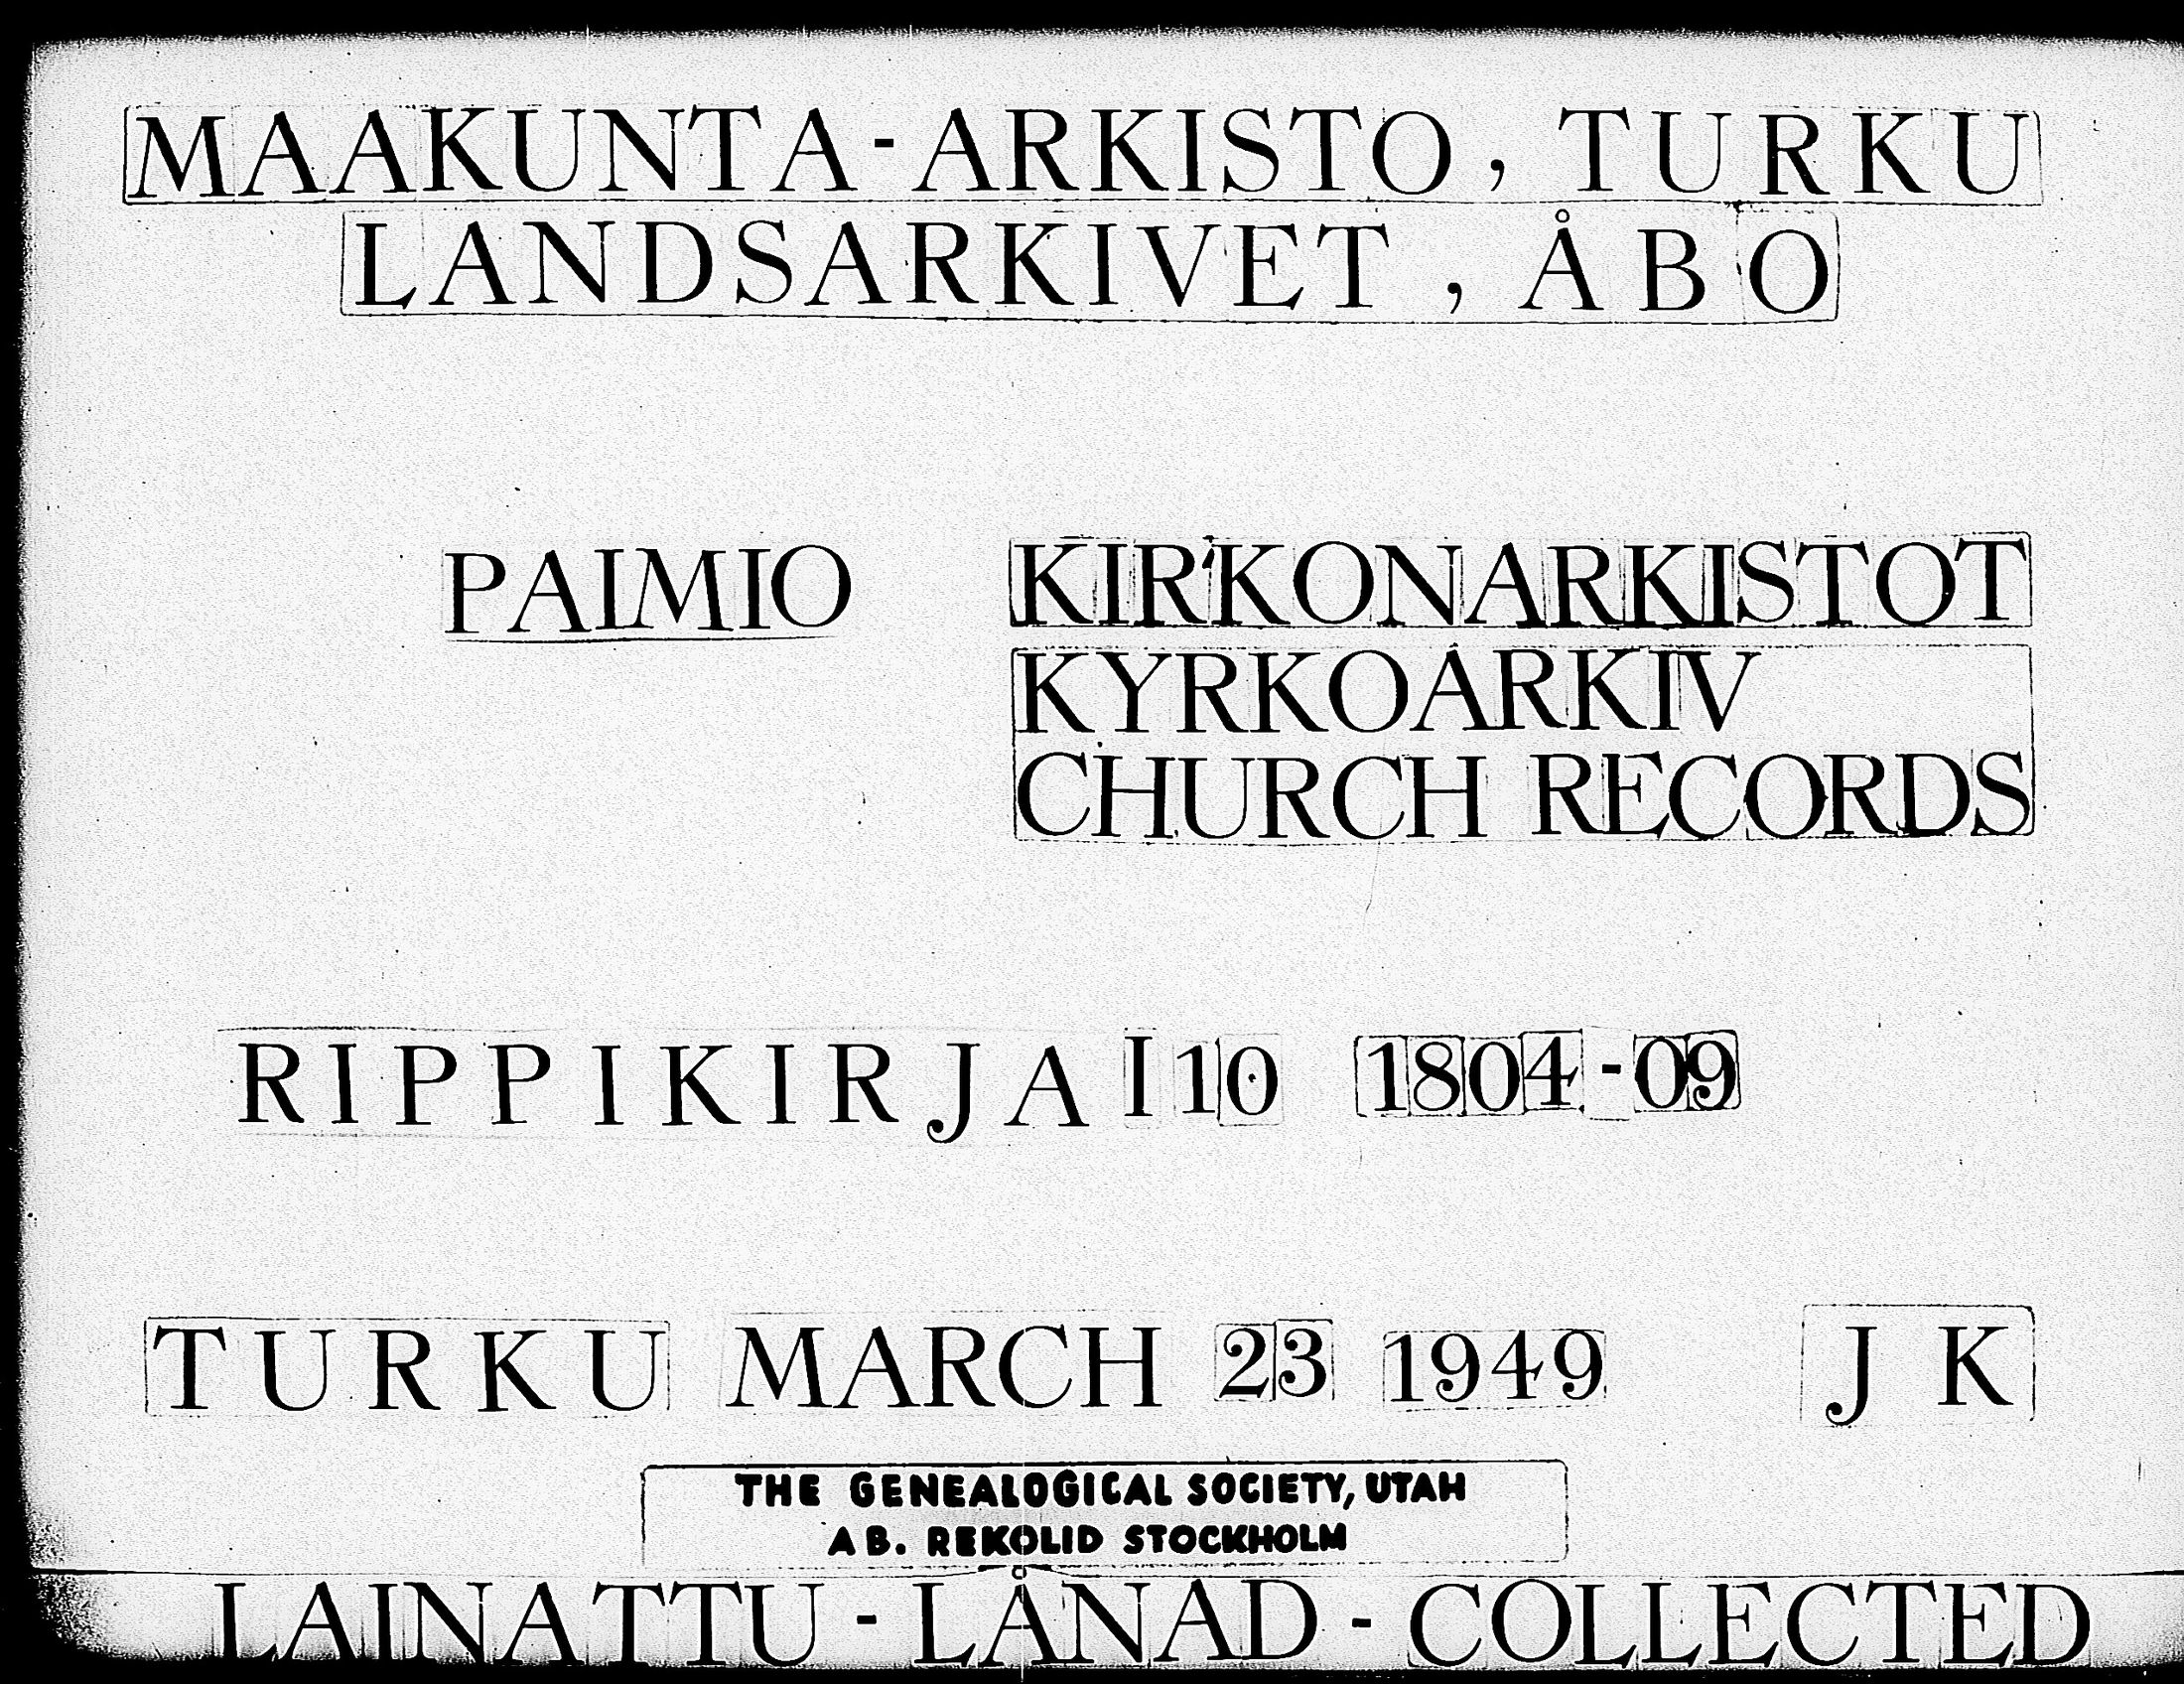 MAAKUNTA-ARKISTO, TURKU
LANDSARKIVET, ÅBO
PAIMIO KIRKONARKISTOT
KYRKOARKIV
CHURCH RECORDS
RIPPIKIRJA I 10 1804-09
TURKU MARCH 23 1949 J K
THE GENEALOGICAL SOCIETY, UTAH
AB. REKOLID STOCKHOLM
LAINATTU - LÅNAD - COLLECTED